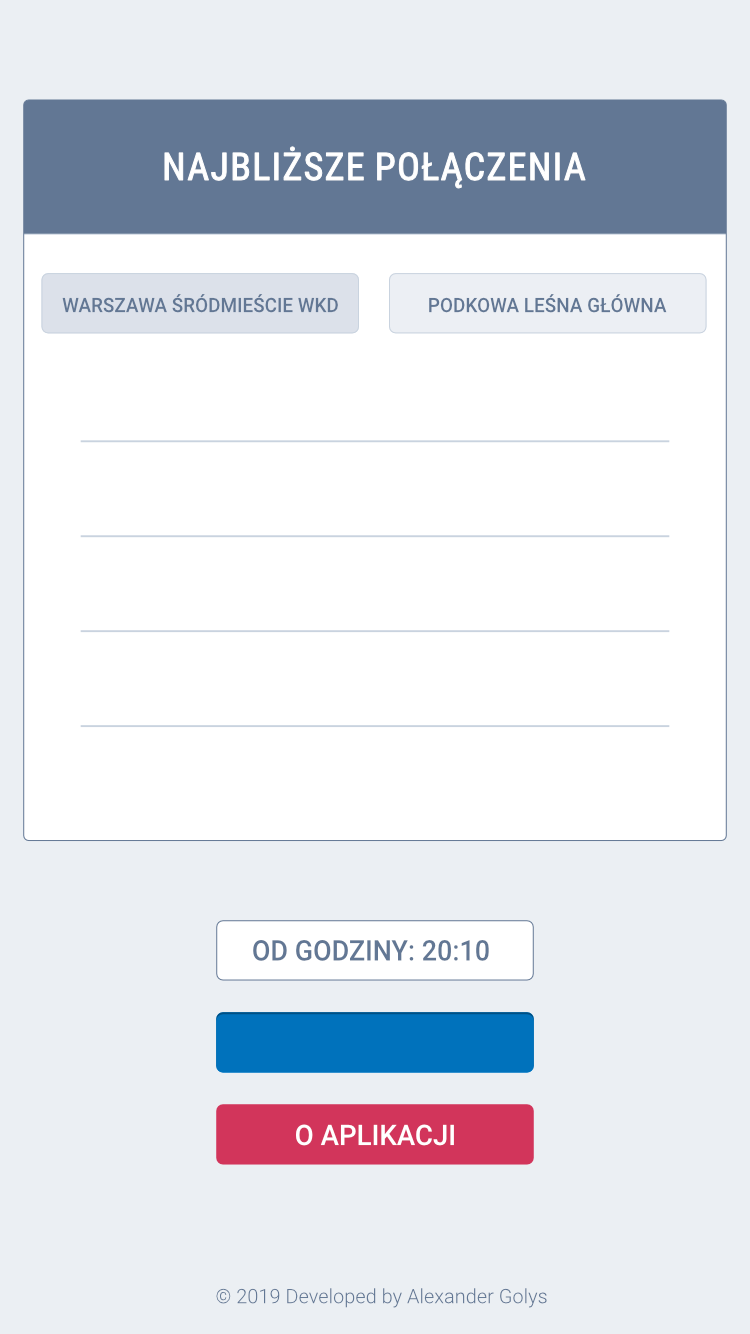 NAJBLIŻSZE POŁĄCZENIA
WARSZAWA ŚRÓDMIEŚCIE WKD
PODKOWA LEŚNA GŁÓWNA
OD GODZINY: 20:10
O APLIKACJI
© 2019 Developed by Alexander Golys